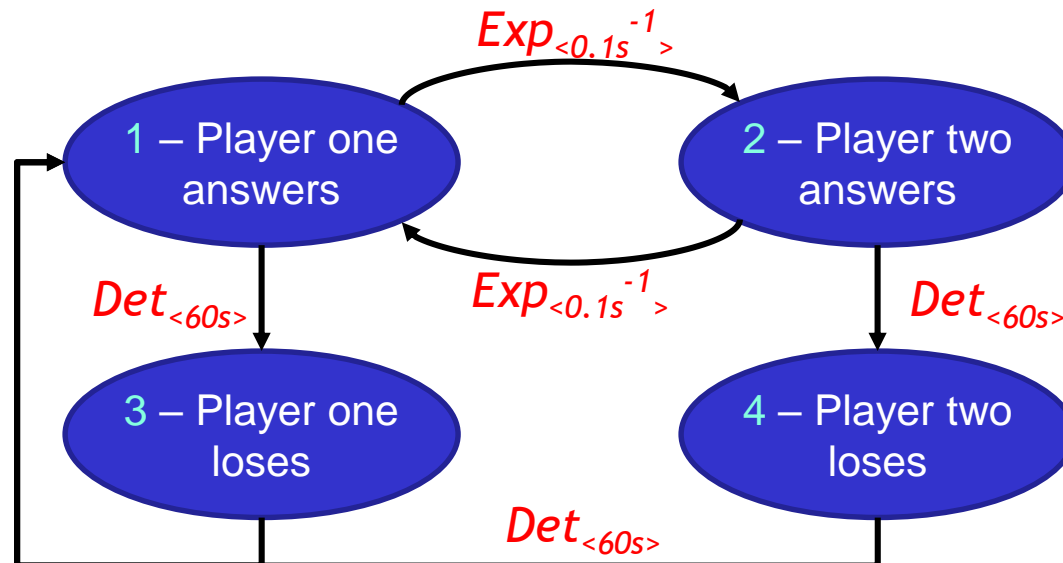 Exp<0.1s⁻¹>
1 – Player one
answers
2 – Player two
answers
Exp<0.1s⁻¹>
Det<60s>
Det<60s>
3 – Player one
loses
4 – Player two
loses
Det<60s>